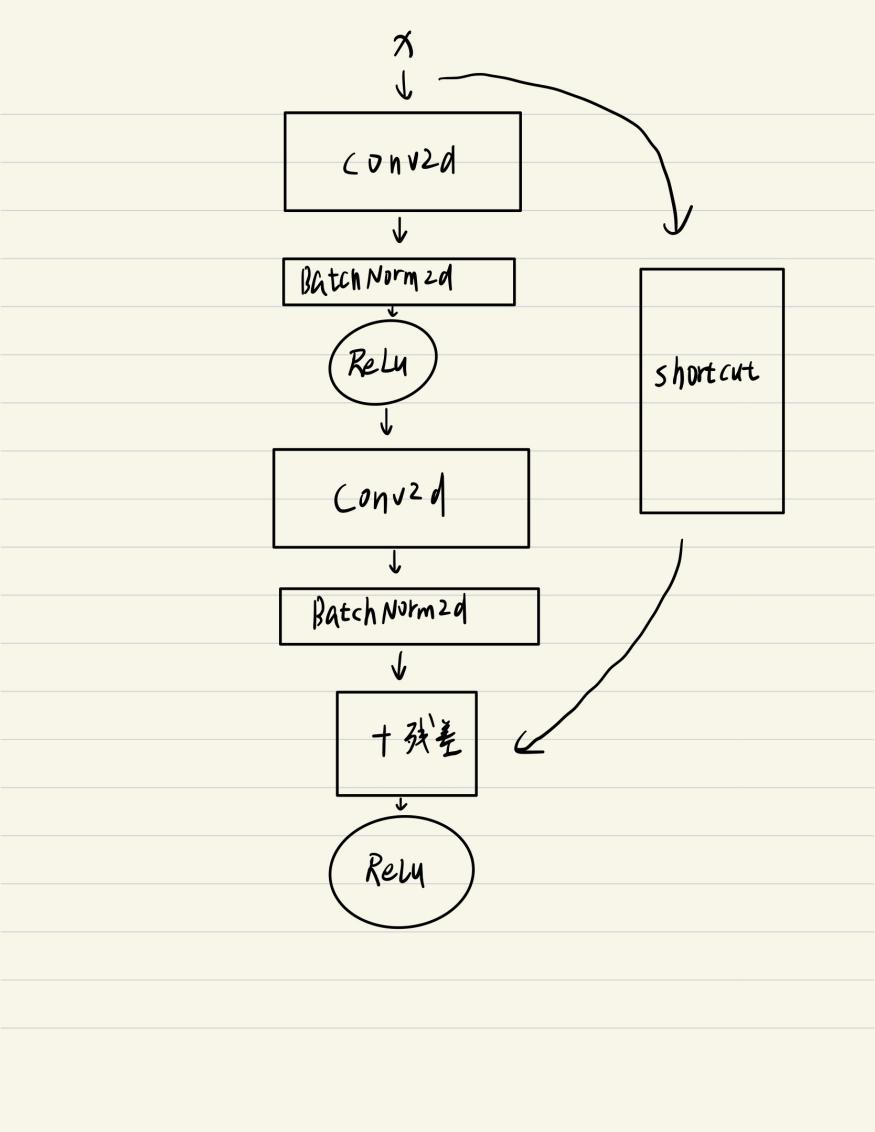 x
Conv2d
BatchNorm2d
ReLu
shortcut
Conv2d
BatchNorm2d
+ 残差
ReLu